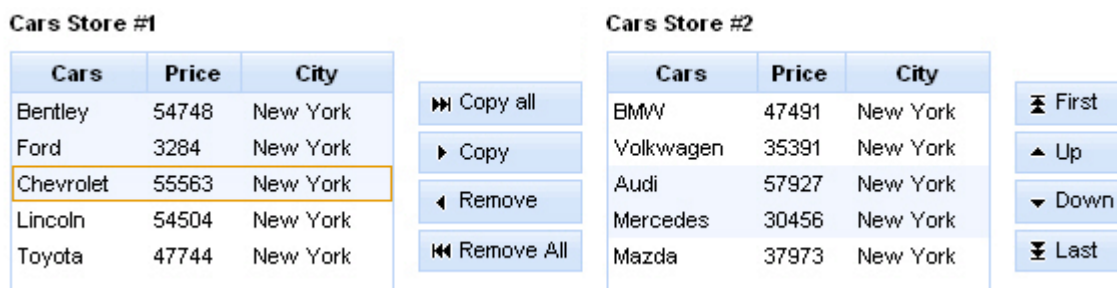 Cars Store #1
Cars Price City
Bentley 54748 New York
Ford 3284 New York
Chevrolet 55563 New York
Lincoln 54504 New York
Toyota 47744 New York
Copy all
Copy
Remove
Remove All
Cars Store #2
Cars Price City
BMW 47491 New York
Volkwagen 35391 New York
Audi 57927 New York
Mercedes 30456 New York
Mazda 37973 New York
First
Up
Down
Last